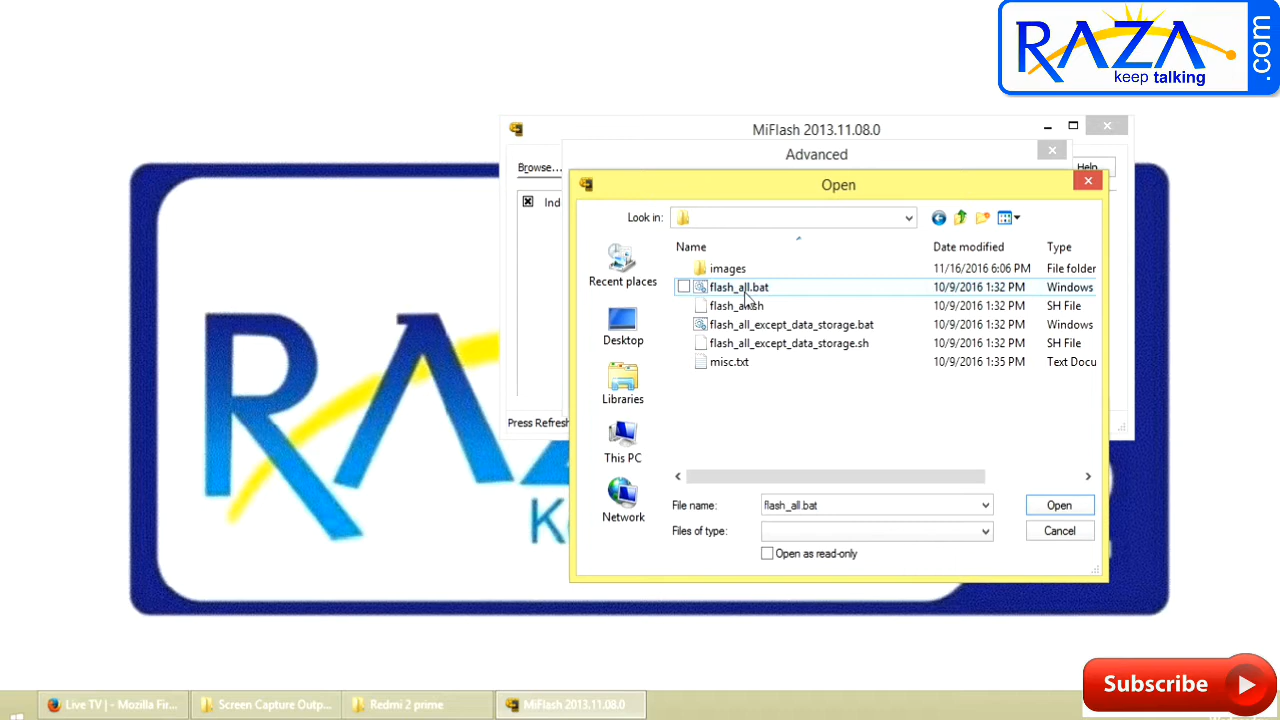 RAZA
keep talking
.com
MiFlash 2013.11.08.0
Advanced
Browse...
Help
Open
Ind
Look in:
Name
Date modified
Type
Recent places
Desktop
Libraries
This PC
Network
images 11/16/2016 6:06 PM File folder
flash_all.bat 10/9/2016 1:32 PM Windows
10/9/2016 1:32 PM SH File
flash_all_except_data_storage.bat 10/9/2016 1:32 PM Windows
flash_all_except_data_storage.sh 10/9/2016 1:32 PM SH File
misc.txt 10/9/2016 1:35 PM Text Docu
Press Refresh
File name: flash_all.bat Open
Files of type: Cancel
Open as read-only
RA
K
Subscribe
Live TV | - Mozilla Fir...
Screen Capture Outp...
Redmi 2 prime
MiFlash 2013.11.08.0